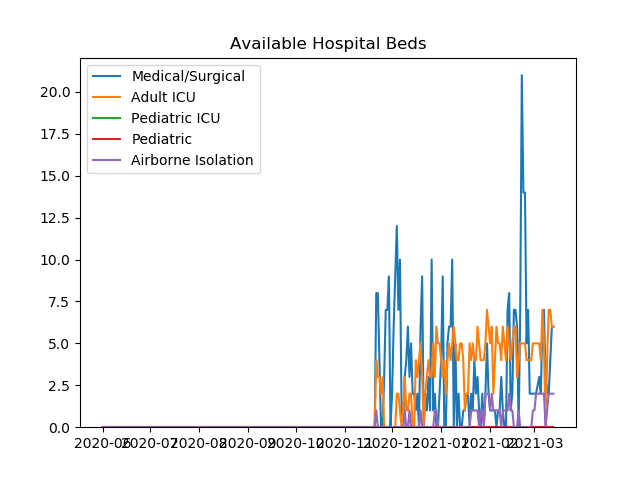 Available Hospital Beds
Medical/Surgical
Adult ICU
Pediatric ICU
Pediatric
Airborne Isolation
20.0
17.5
15.0
12.5
10.0
7.5
5.0
2.5
0.0
2020-06 2020-07 2020-08 2020-09 2020-10 2020-11 2020-12 2021-01 2021-02 2021-03